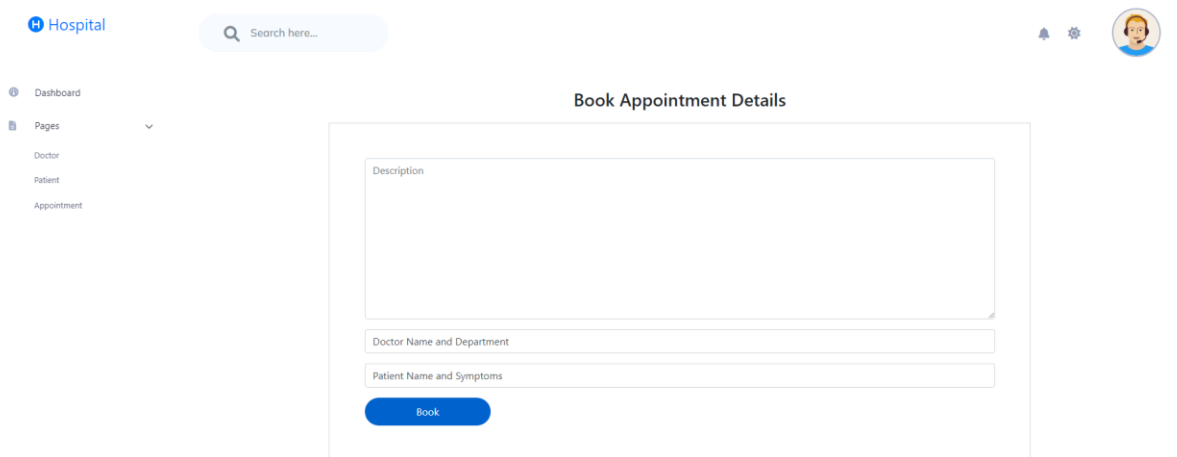 H Hospital
Search here...
Dashboard
Pages
Doctor
Patient
Appointment
Book Appointment Details
Description
Doctor Name and Department
Patient Name and Symptoms
Book